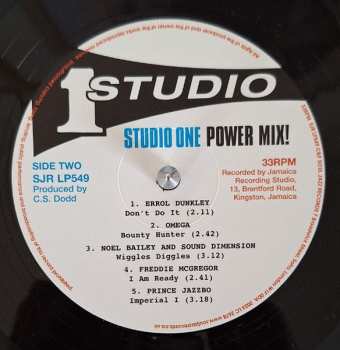 1 STUDIO
STUDIO ONE POWER MIX!
SIDE TWO
SJR LP549
Produced by
C.S. Dodd
33RPM
Recorded by Jamaica
Recording Studio,
13, Brentford Road,
Kingston, Jamaica
1. ERROL DUNKLEY
Don't Do It (2.11)
2. OMEGA
Bounty Hunter (2.42)
3. NOEL BAILEY AND SOUND DIMENSION
Wiggles Diggles (3.12)
4. FREDDIE MCGREGOR
I Am Ready (2.41)
5. PRINCE JAZZBO
Imperial I (3.18)